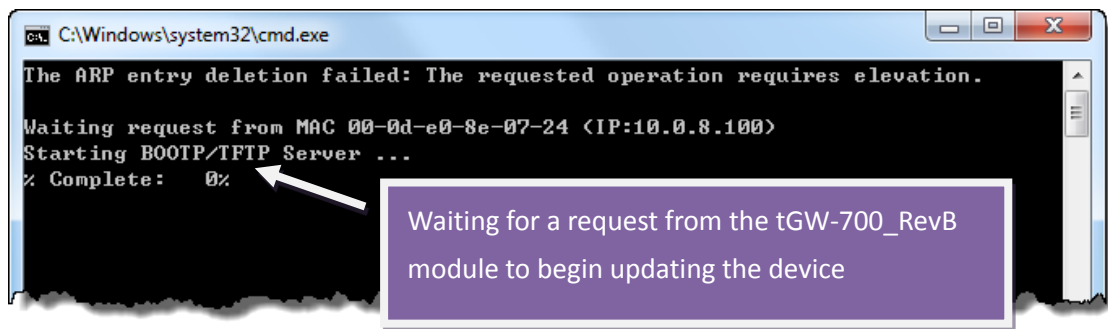 C:\Windows\system32\cmd.exe
The ARP entry deletion failed: The requested operation requires elevation.
Waiting request from MAC 00-0d-e0-8e-07-24 (IP:10.0.8.100)
Starting BOOTP/TFTP Server ...
% Complete:   0%
Waiting for a request from the tGW-700_RevB
module to begin updating the device